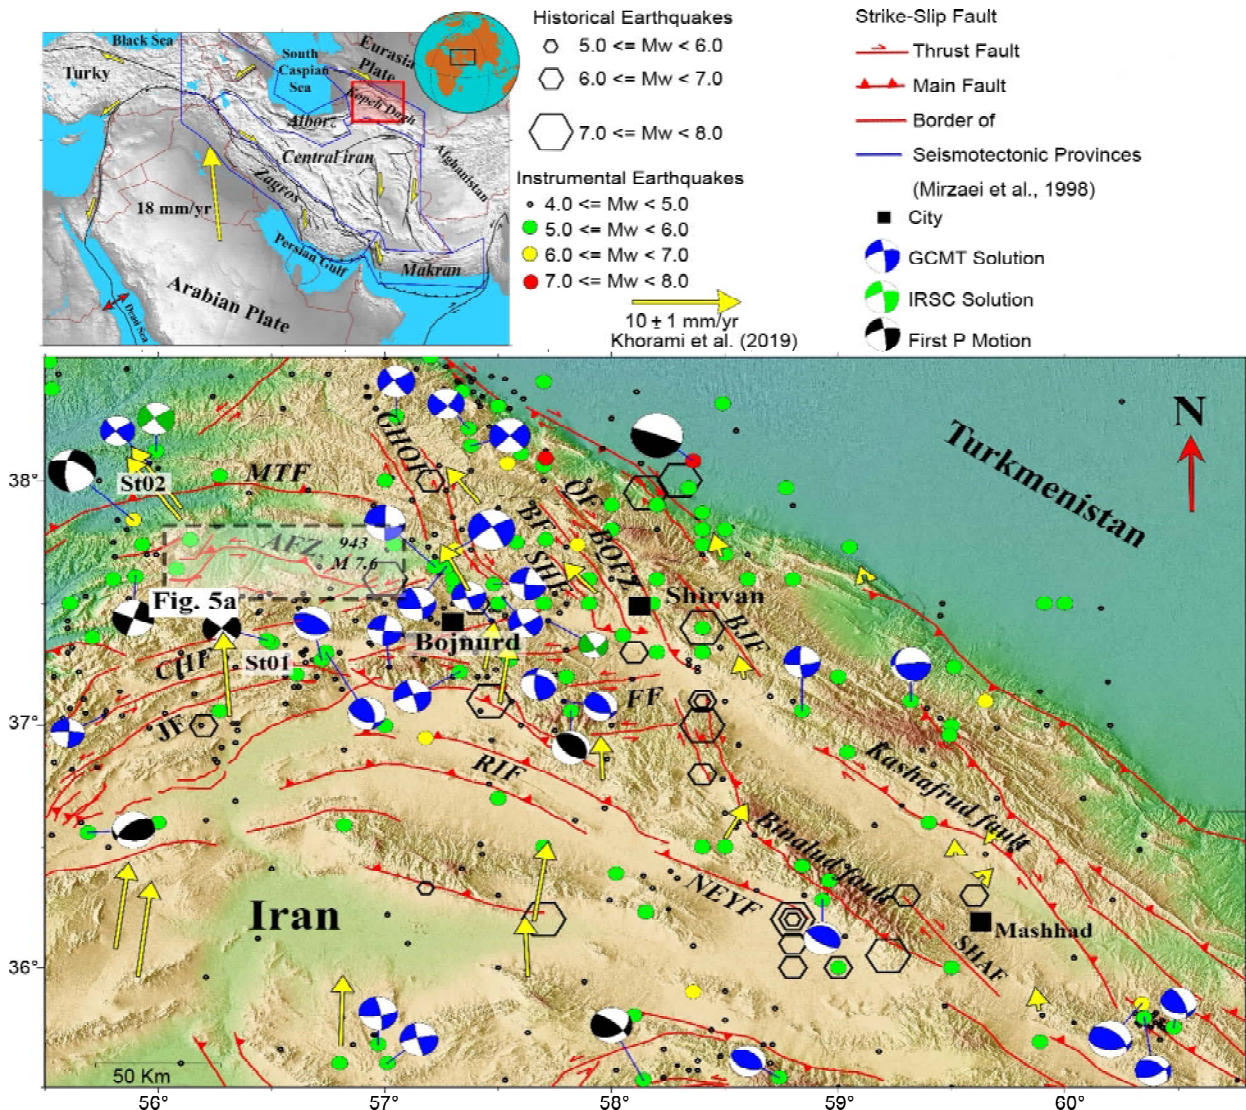 Black Sea
Turky
South
Caspian
Sea
Eurasia
Plate
Kopeh Dagh
Alborz
Central iran
Afghanistan
Zagros
18 mm/yr
Persian Gulf
Makran
Arabian Plate
Dead Sea
Historical Earthquakes
5.0 <= Mw < 6.0
6.0 <= Mw < 7.0
7.0 <= Mw < 8.0
Instrumental Earthquakes
4.0 <= Mw < 5.0
5.0 <= Mw < 6.0
6.0 <= Mw < 7.0
7.0 <= Mw < 8.0
10 ± 1 mm/yr
Khorami et al. (2019)
Strike-Slip Fault
Thrust Fault
Main Fault
Border of
Seismotectonic Provinces
(Mirzaei et al., 1998)
City
GCMT Solution
IRSC Solution
First P Motion
N
Turkmenistan
GHOF
38°
St02
MTF
QF
BF
BQFZ
AFZ
943
M 7.6
SHF
Fig. 5a
Shirvan
BIF
Bojnurd
CHF
St01
FF
37°
JF
RIF
Kashafrud fault
Binalud fault
NEYF
Iran
Mashhad
SHAF
36°
50 Km
56°
57°
58°
59°
60°